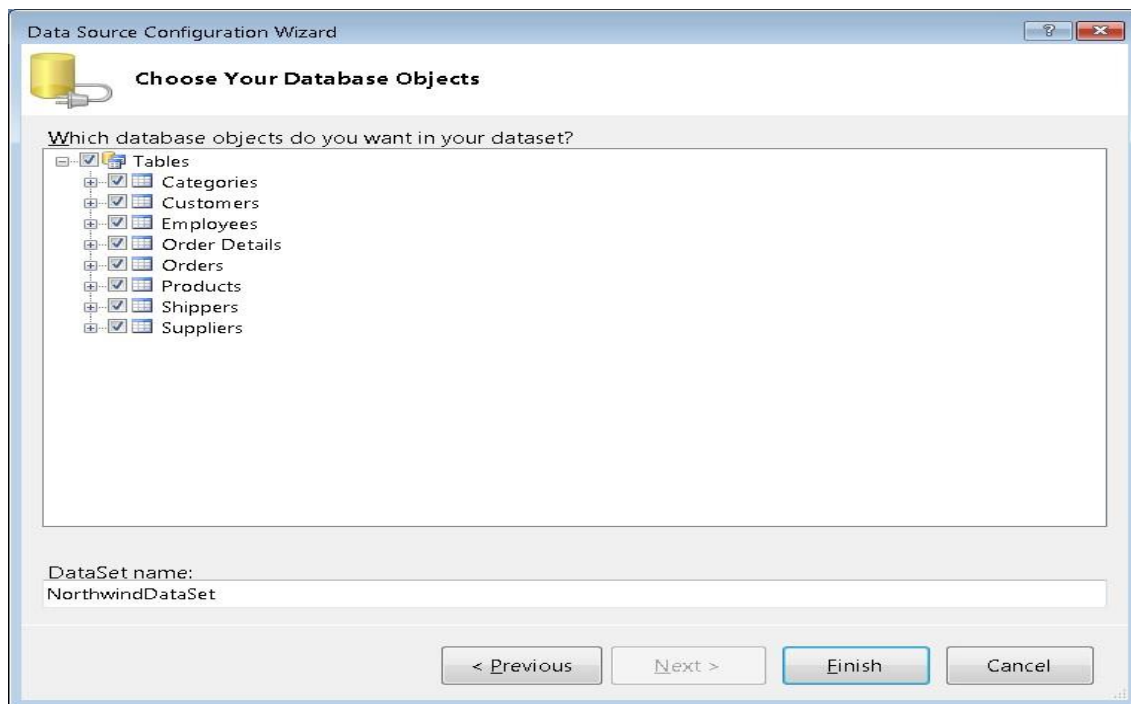 Data Source Configuration Wizard
?
Choose Your Database Objects
Which database objects do you want in your dataset?
Tables
Categories
Customers
Employees
Order Details
Orders
Products
Shippers
Suppliers
DataSet name:
NorthwindDataSet
< Previous
Next >
Finish
Cancel